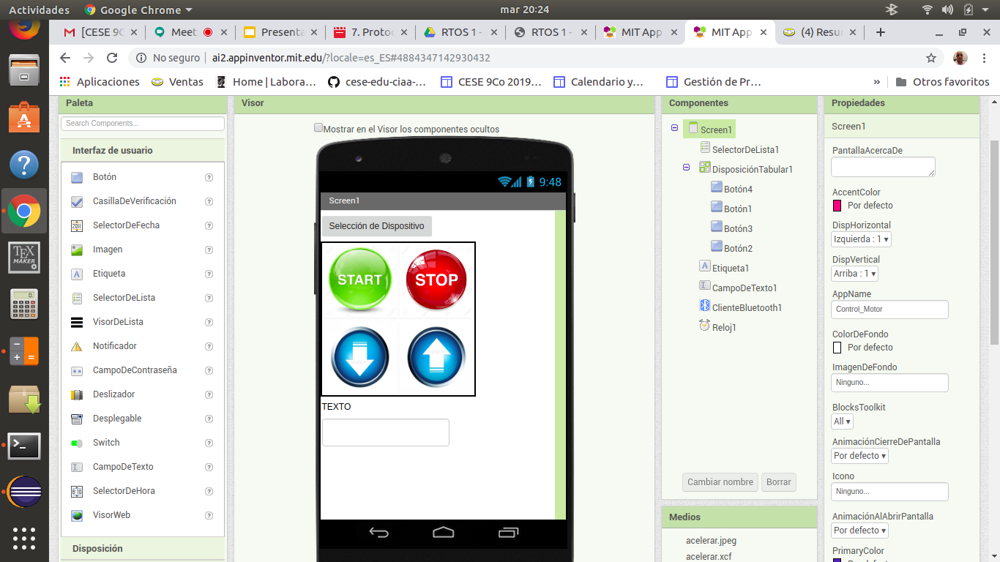 Actividades
Google Chrome
mar 20:24
[CESE 9C
Meet
Presenta
7. Protoc
RTOS 1 -
RTOS 1 -
MIT App
MIT App
(4) Resu
No seguro
ai2.appinventor.mit.edu/?locale=es_ES#4884347142930432
Aplicaciones
Ventas
Home | Labora...
cese-edu-ciaa-...
CESE 9Co 2019...
Calendario y...
Gestión de Pr...
»
Otros favoritos
Paleta
Search Components...
Interfaz de usuario
Botón
CasillaDeVerificación
SelectorDeFecha
Imagen
Etiqueta
SelectorDeLista
VisorDeLista
Notificador
CampoDeContraseña
Deslizador
Desplegable
Switch
CampoDeTexto
SelectorDeHora
VisorWeb
Disposición
Visor
Mostrar en el Visor los componentes ocultos
9:48
Screen1
Selección de Dispositivo
START
STOP
TEXTO
Componentes
Screen1
SelectorDeLista1
DisposiciónTabular1
Botón4
Botón1
Botón3
Botón2
Etiqueta1
CampoDeTexto1
ClienteBluetooth1
Reloj1
Cambiar nombre
Borrar
Medios
acelerar.jpeg
acelerar.xcf
Propiedades
Screen1
PantallaAcercaDe
AccentColor
Por defecto
DispHorizontal
Izquierda : 1
DispVertical
Arriba : 1
AppName
Control_Motor
ColorDeFondo
Por defecto
ImagenDeFondo
Ninguno...
BlocksToolkit
All
AnimaciónCierreDePantalla
Por defecto
Icono
Ninguno...
AnimaciónAlAbrirPantalla
Por defecto
PrimaryColor